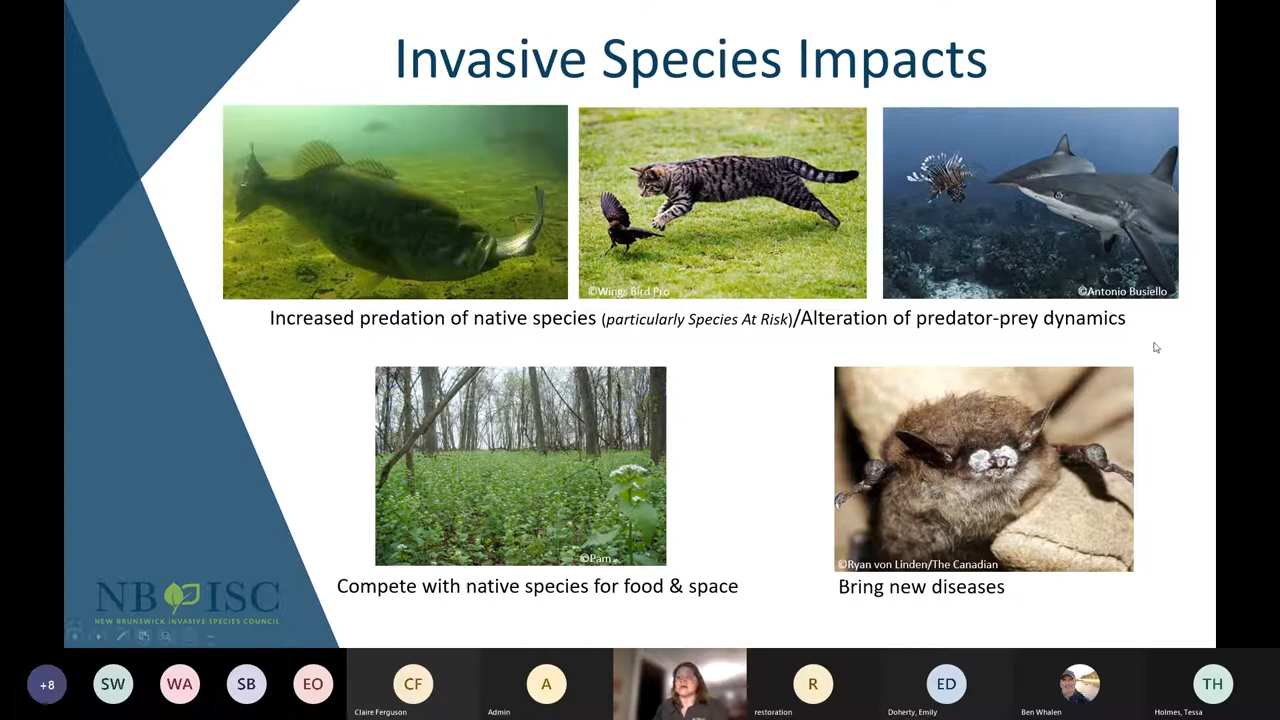 Invasive Species Impacts
©Wings Bird Pro
©Antonio Busiello
Increased predation of native species (particularly Species At Risk)/Alteration of predator-prey dynamics
©Pam
©Ryan von Linden/The Canadian
Compete with native species for food & space
Bring new diseases
NB ISC
NEW BRUNSWICK INVASIVE SPECIES COUNCIL
+8
SW
WA
SB
EO
CF
A
R
ED
TH
Claire Ferguson
Admin
restoration
Doherty, Emily
Ben Whalen
Holmes, Tessa